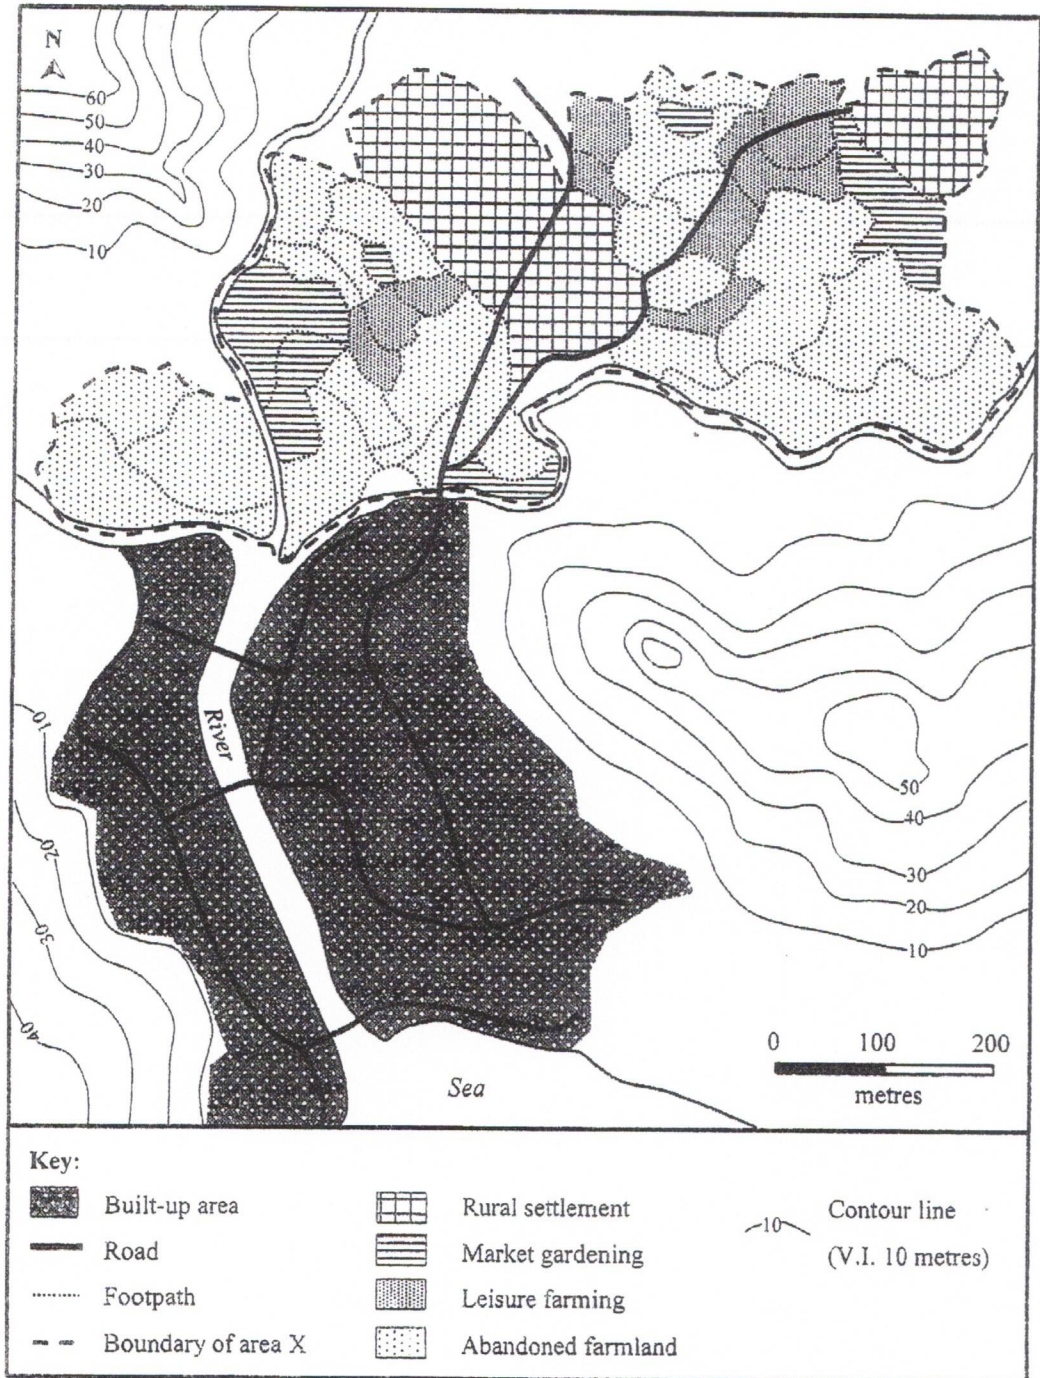 N
60
50
40
30
20
10
River
10
20
30
40
50
40
30
20
10
0 100 200
metres
Sea
Key:
Built-up area
Road
Footpath
Boundary of area X
Rural settlement
Market gardening
Leisure farming
Abandoned farmland
10
Contour line
(V.I. 10 metres)